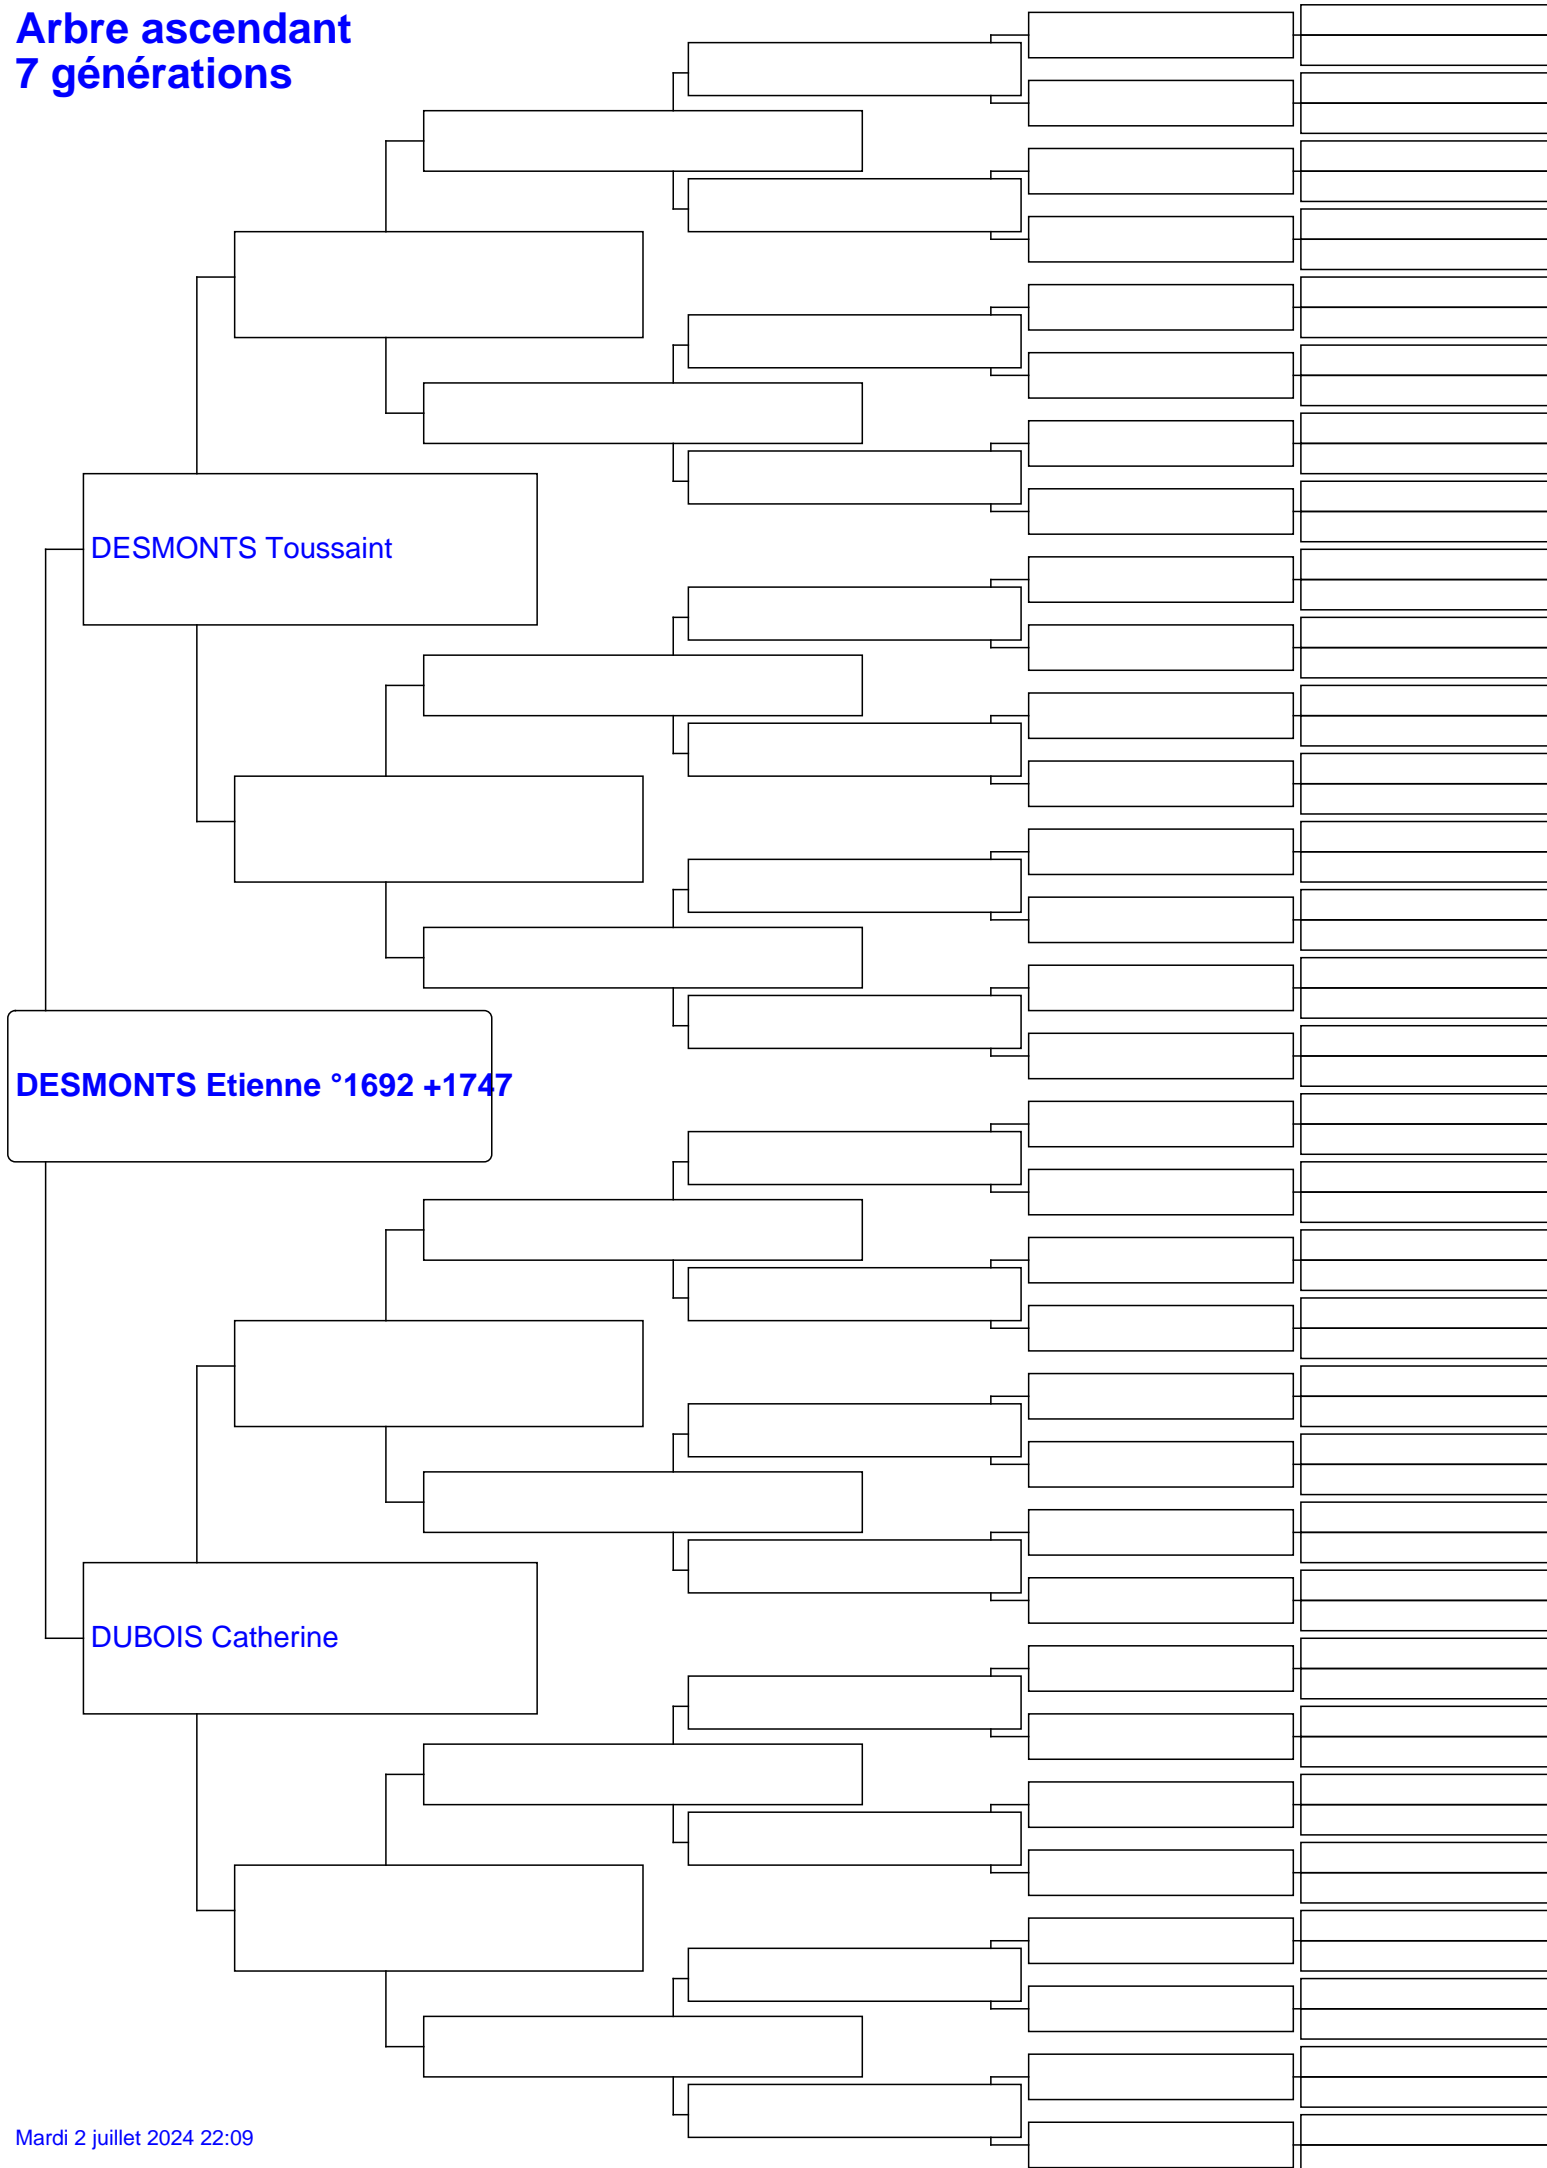 Arbre ascendant
7 générations
DESMONTS Toussaint
DESMONTS Etienne °1692 +1747
DUBOIS Catherine
Mardi 2 juillet 2024 22:09